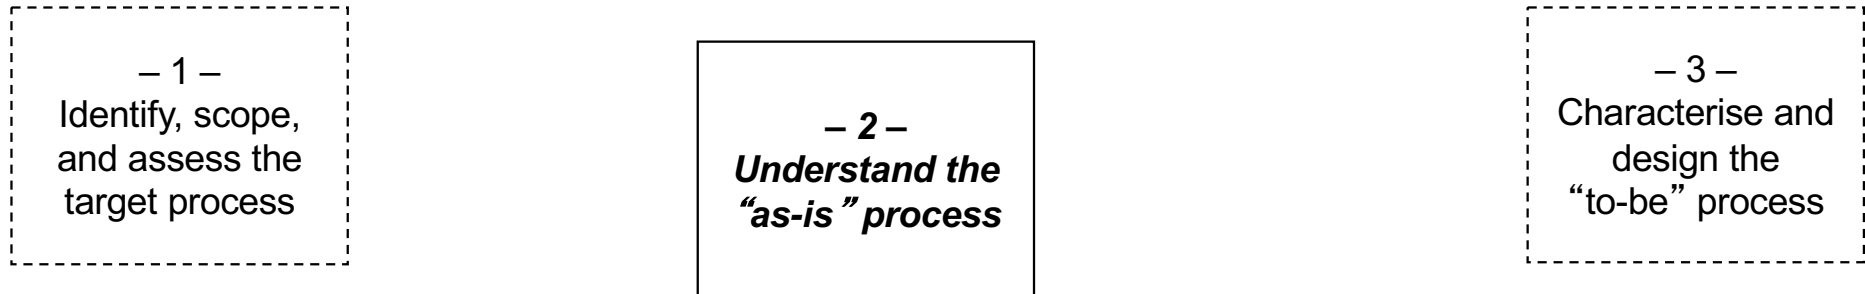 – 1 –
Identify, scope,
and assess the
target process
– 2 –
Understand the
“as-is” process
– 3 –
Characterise and
design the
“to-be” process